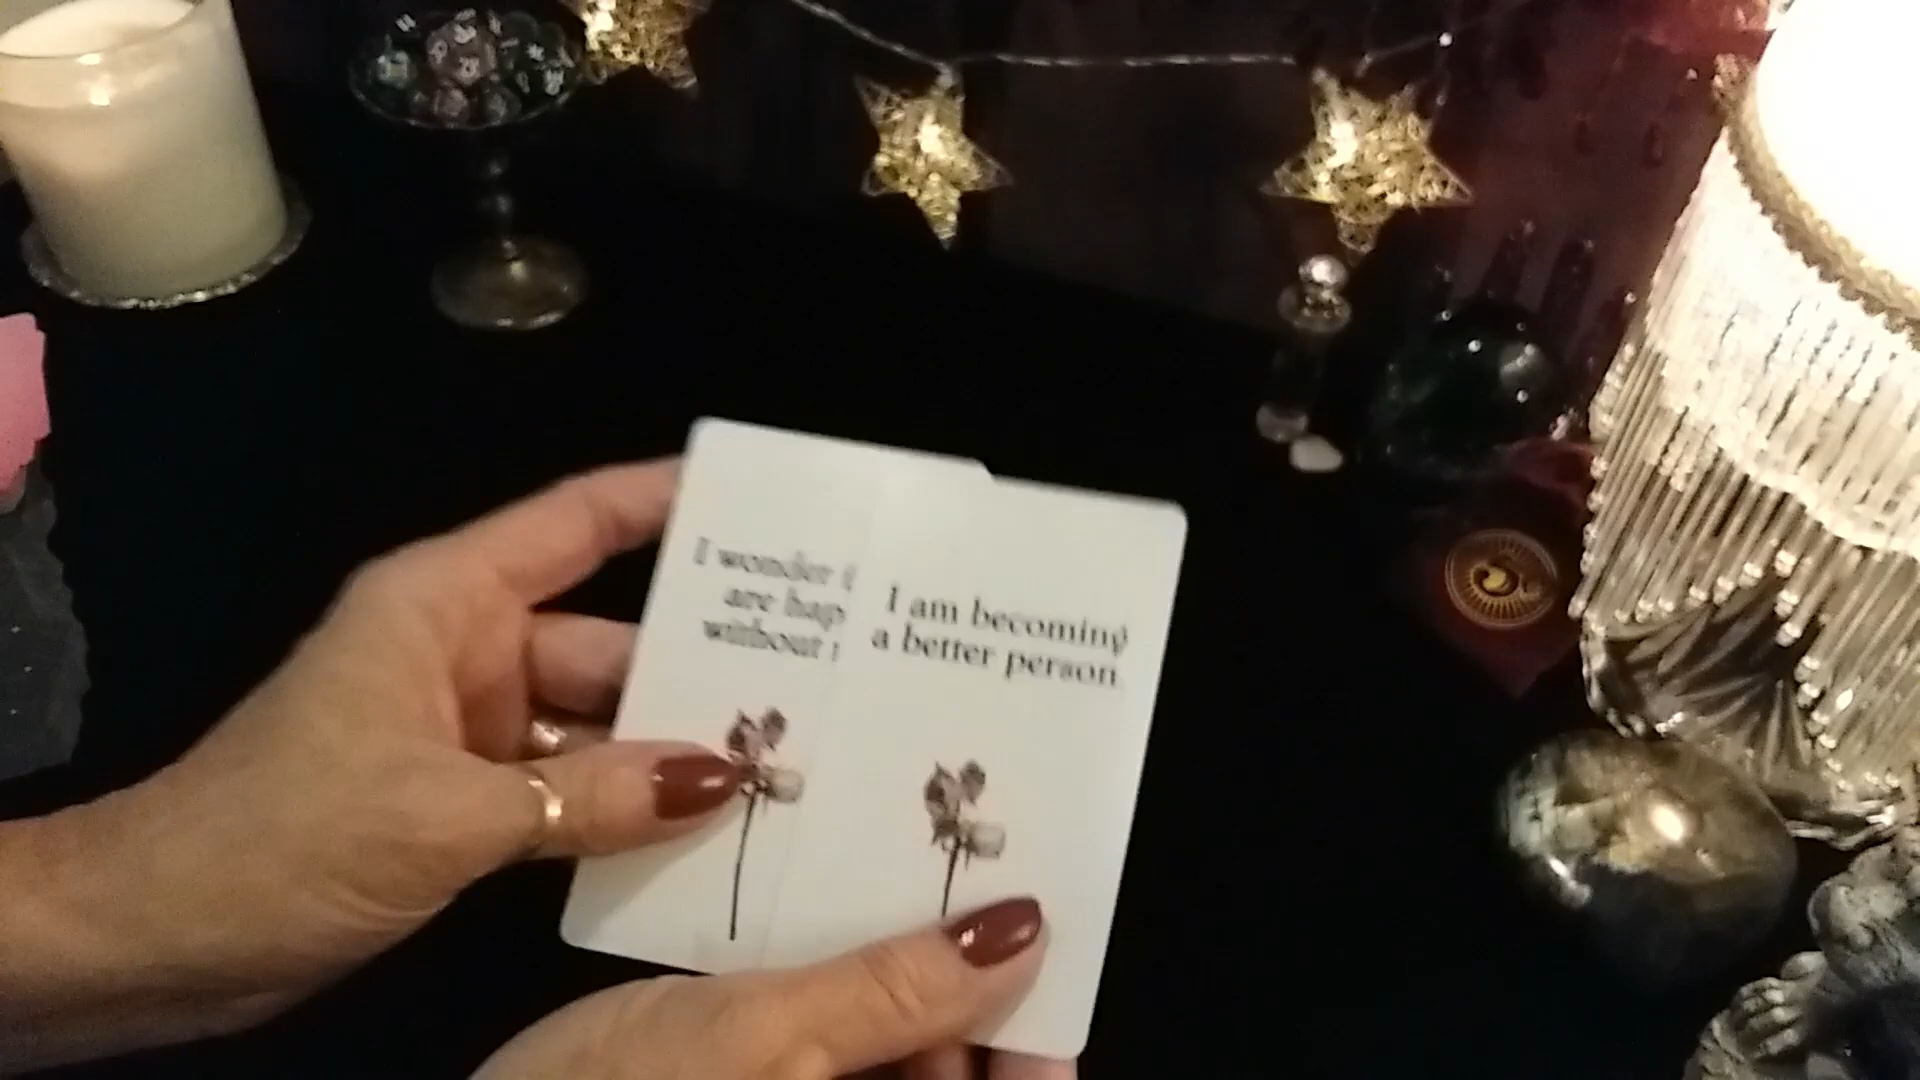 I wonder
are hap
without
I am becoming
a better person.